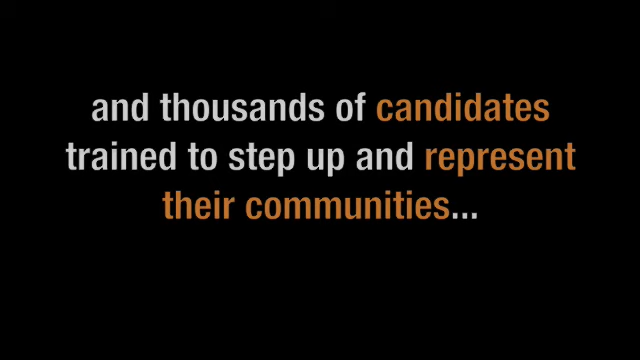 and thousands of candidates
trained to step up and represent
their communities...